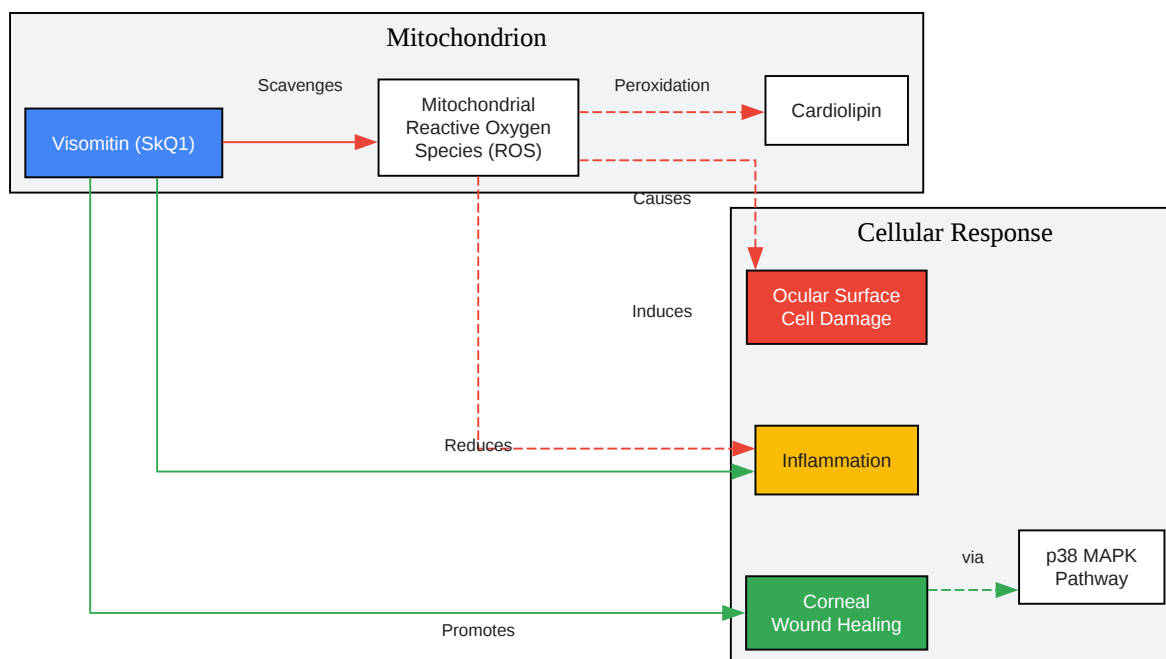 Mitochondrion
Scavenges
Peroxidation
Visomitin (SkQ1)
Mitochondrial
Reactive Oxygen
Species (ROS)
Cardiolipin
Causes
Cellular Response
Induces
Ocular Surface
Cell Damage
Reduces
Inflammation
via
p38 MAPK
Pathway
Promotes
Corneal
Wound Healing